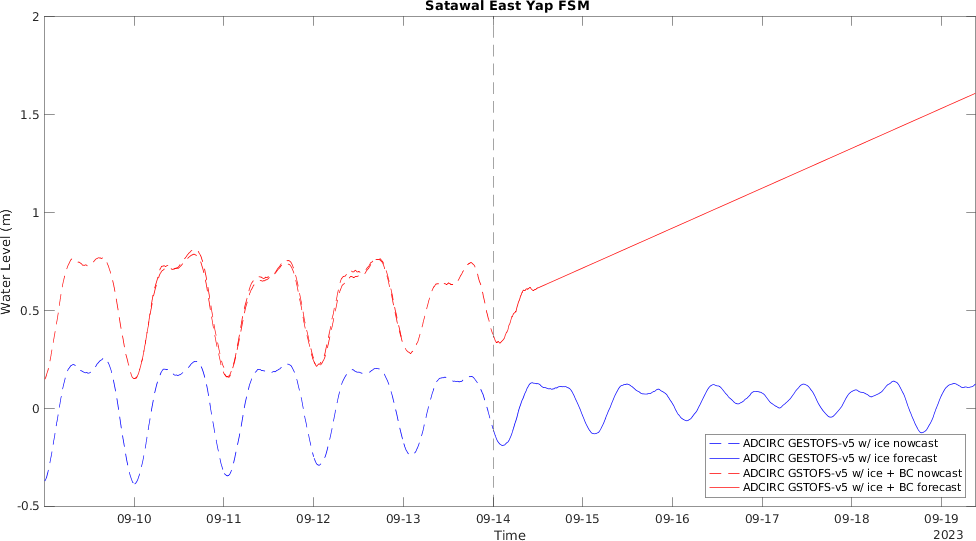 Satawal East Yap FSM
2
1.5
1
0.5
0
-0.5
Water Level (m)
ADCIRC GESTOFS-v5 w/ ice nowcast
ADCIRC GESTOFS-v5 w/ ice forecast
ADCIRC GSTOFS-v5 w/ ice + BC nowcast
ADCIRC GSTOFS-v5 w/ ice + BC forecast
09-10 09-11 09-12 09-13 09-14 09-15 09-16 09-17 09-18 09-19
Time
2023